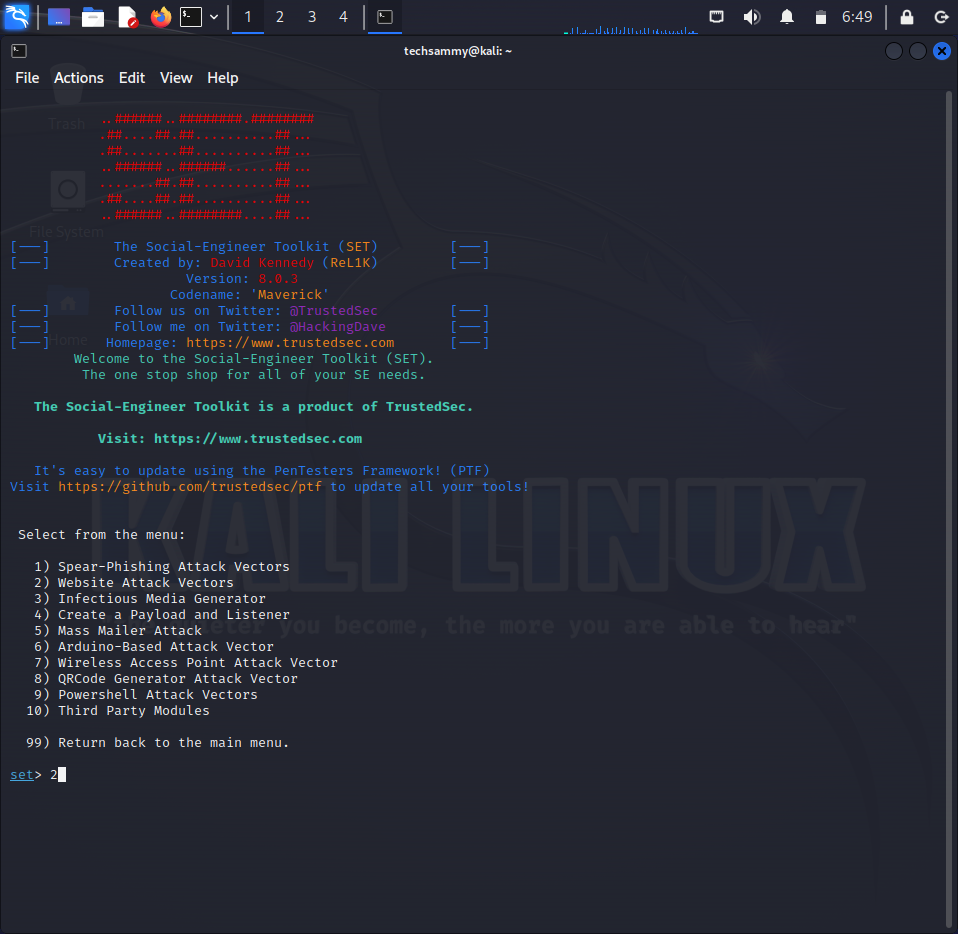 1 2 3 4 6:49
techsammy@kali: ~
File Actions Edit View Help
Trash
..######..########.########
.##....##.##..........##...
.##.......##..........##...
..######..######......##...
.......##.##..........##...
.##....##.##..........##...
..######..########....##...
File System
[---] The Social-Engineer Toolkit (SET) [---]
[---] Created by: David Kennedy (ReL1K) [---]
Version: 8.0.3
Codename: 'Maverick'
[---] Follow us on Twitter: @TrustedSec [---]
[---] Follow me on Twitter: @HackingDave [---]
[---] Homepage: https://www.trustedsec.com [---]
Home
Welcome to the Social-Engineer Toolkit (SET).
The one stop shop for all of your SE needs.
The Social-Engineer Toolkit is a product of TrustedSec.
Visit: https://www.trustedsec.com
It's easy to update using the PenTesters Framework! (PTF)
Visit https://github.com/trustedsec/ptf to update all your tools!
KALI LINUX
Select from the menu:
1) Spear-Phishing Attack Vectors
2) Website Attack Vectors
3) Infectious Media Generator
4) Create a Payload and Listener
5) Mass Mailer Attack
6) Arduino-Based Attack Vector
7) Wireless Access Point Attack Vector
8) QRCode Generator Attack Vector
9) Powershell Attack Vectors
10) Third Party Modules
you become, the more you are able to hear"
99) Return back to the main menu.
set> 2